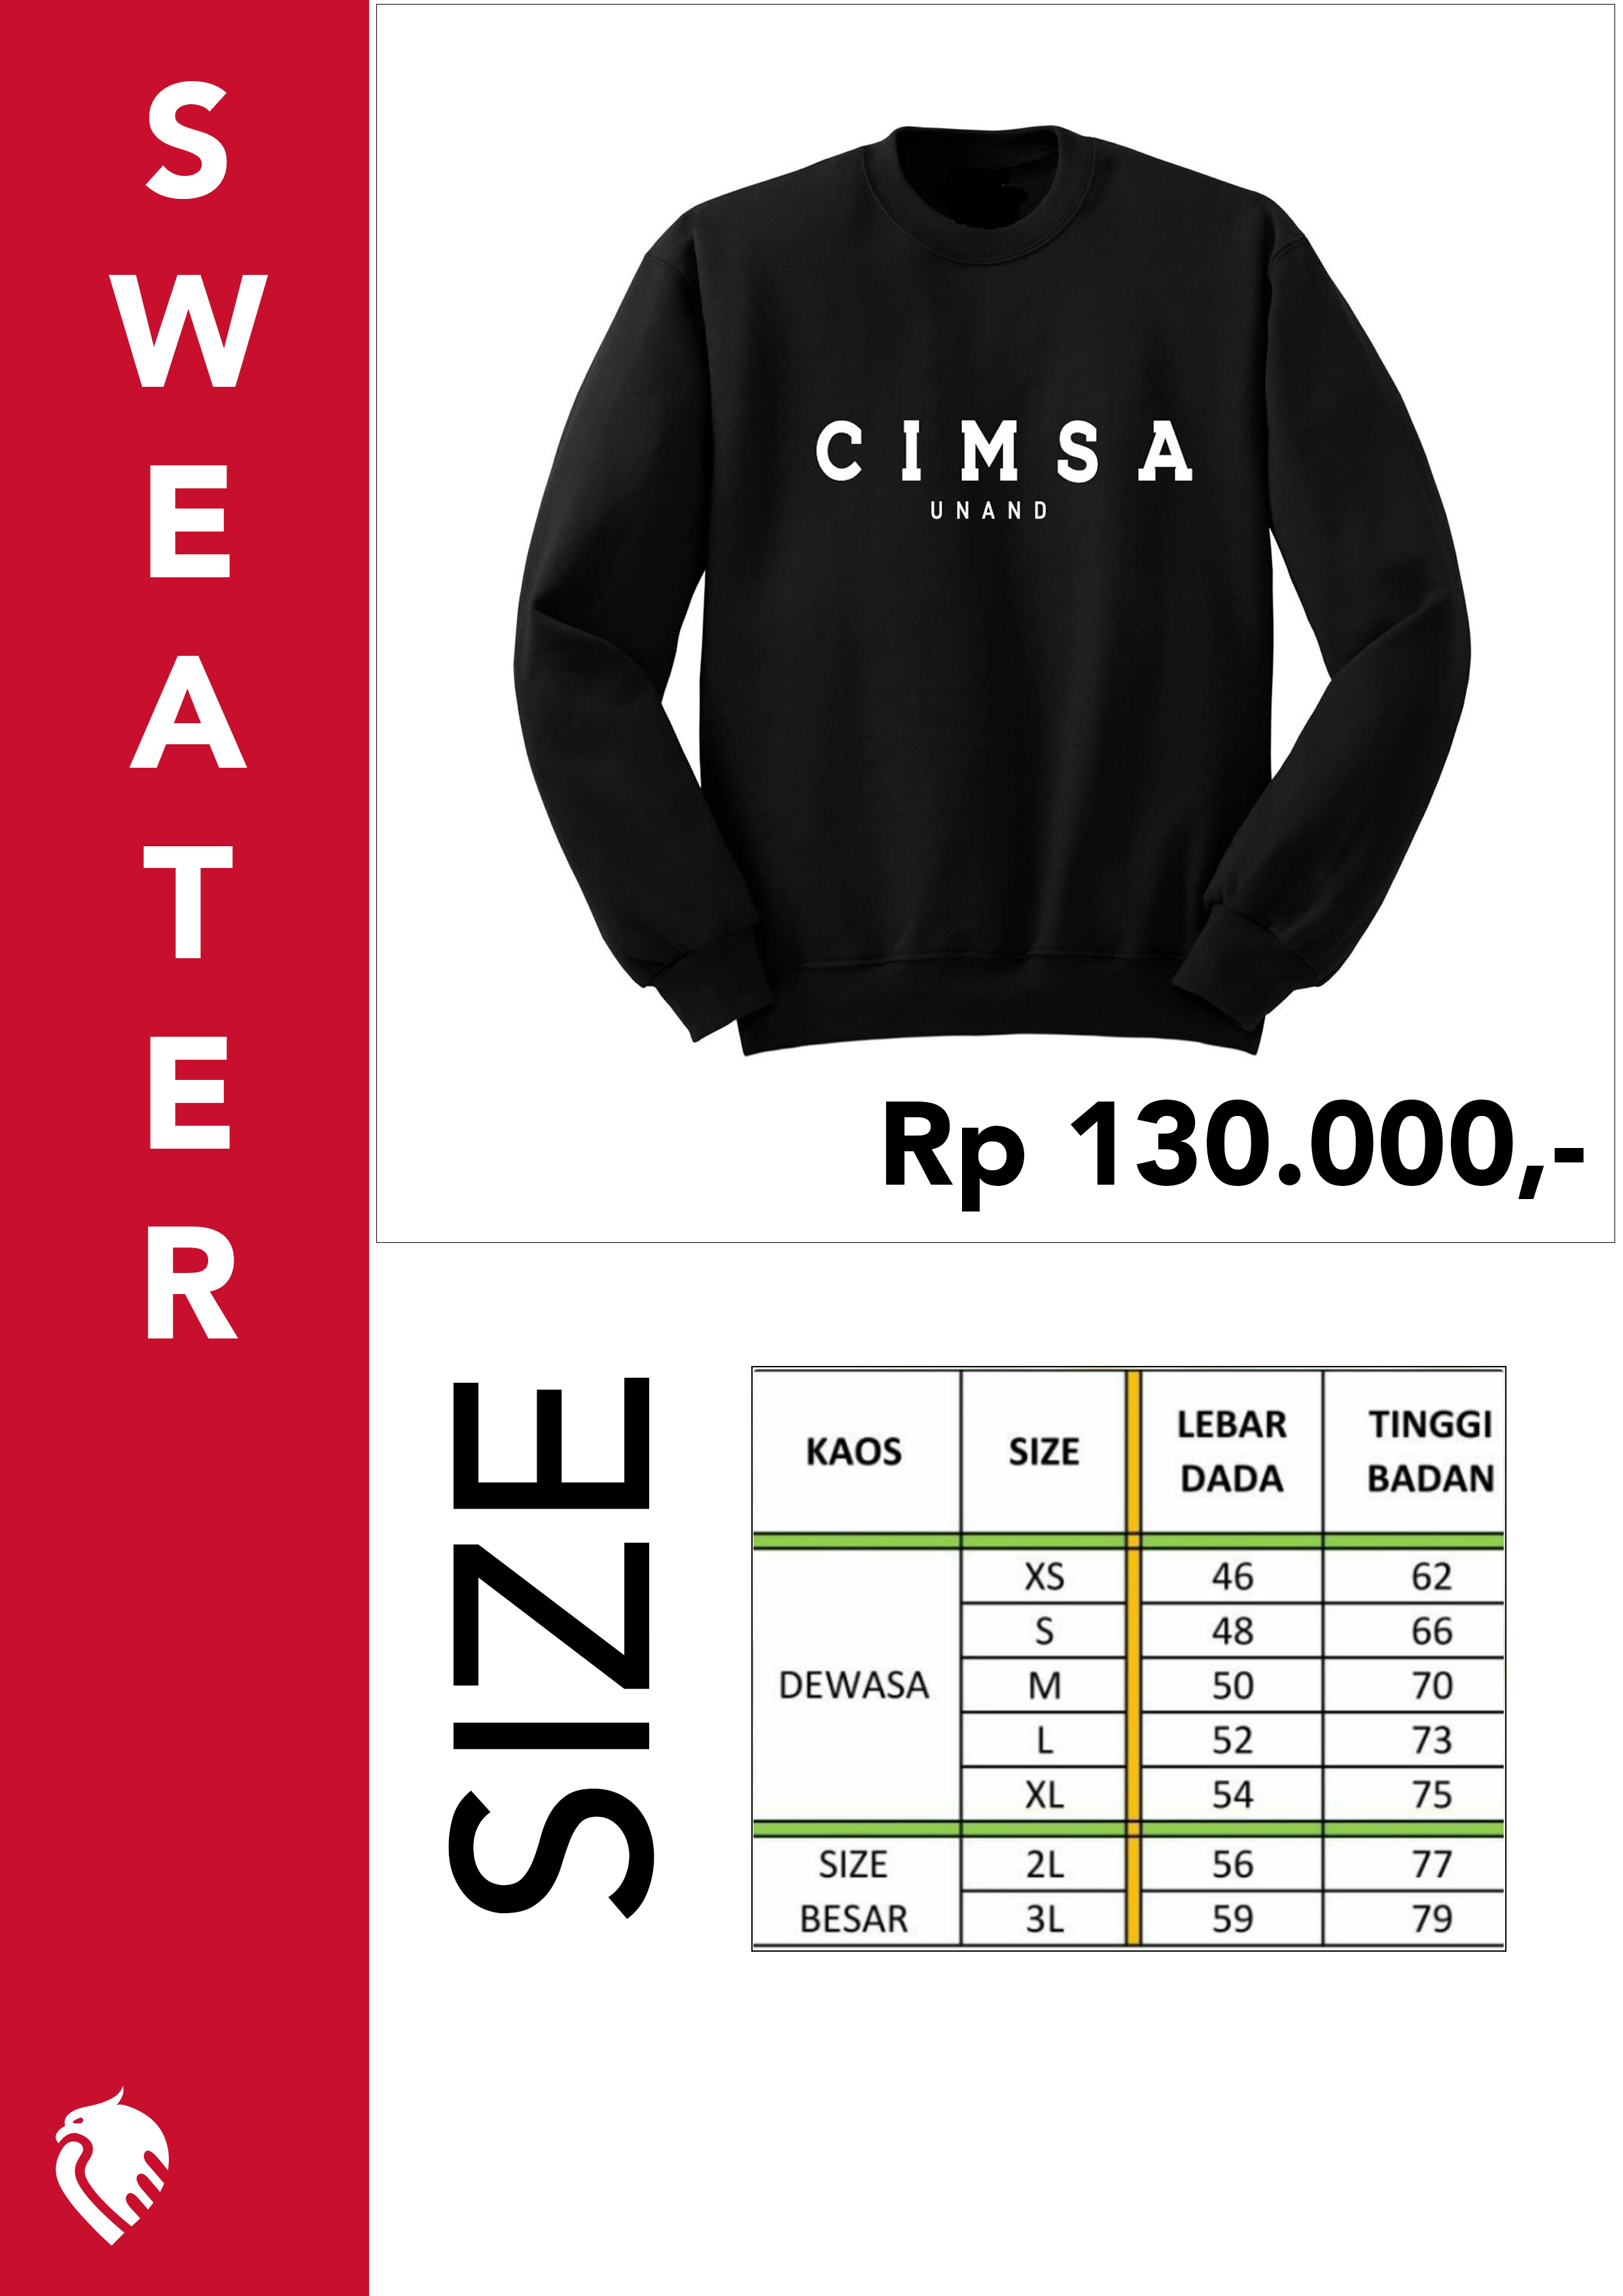 SWEATER
CIMSA
UNAND
Rp 130.000,-
SIZE
KAOS SIZE LEBAR DADA TINGGI BADAN
DEWASA
XS 46 62
S 48 66
M 50 70
L 52 73
XL 54 75
SIZE BESAR
2L 56 77
3L 59 79